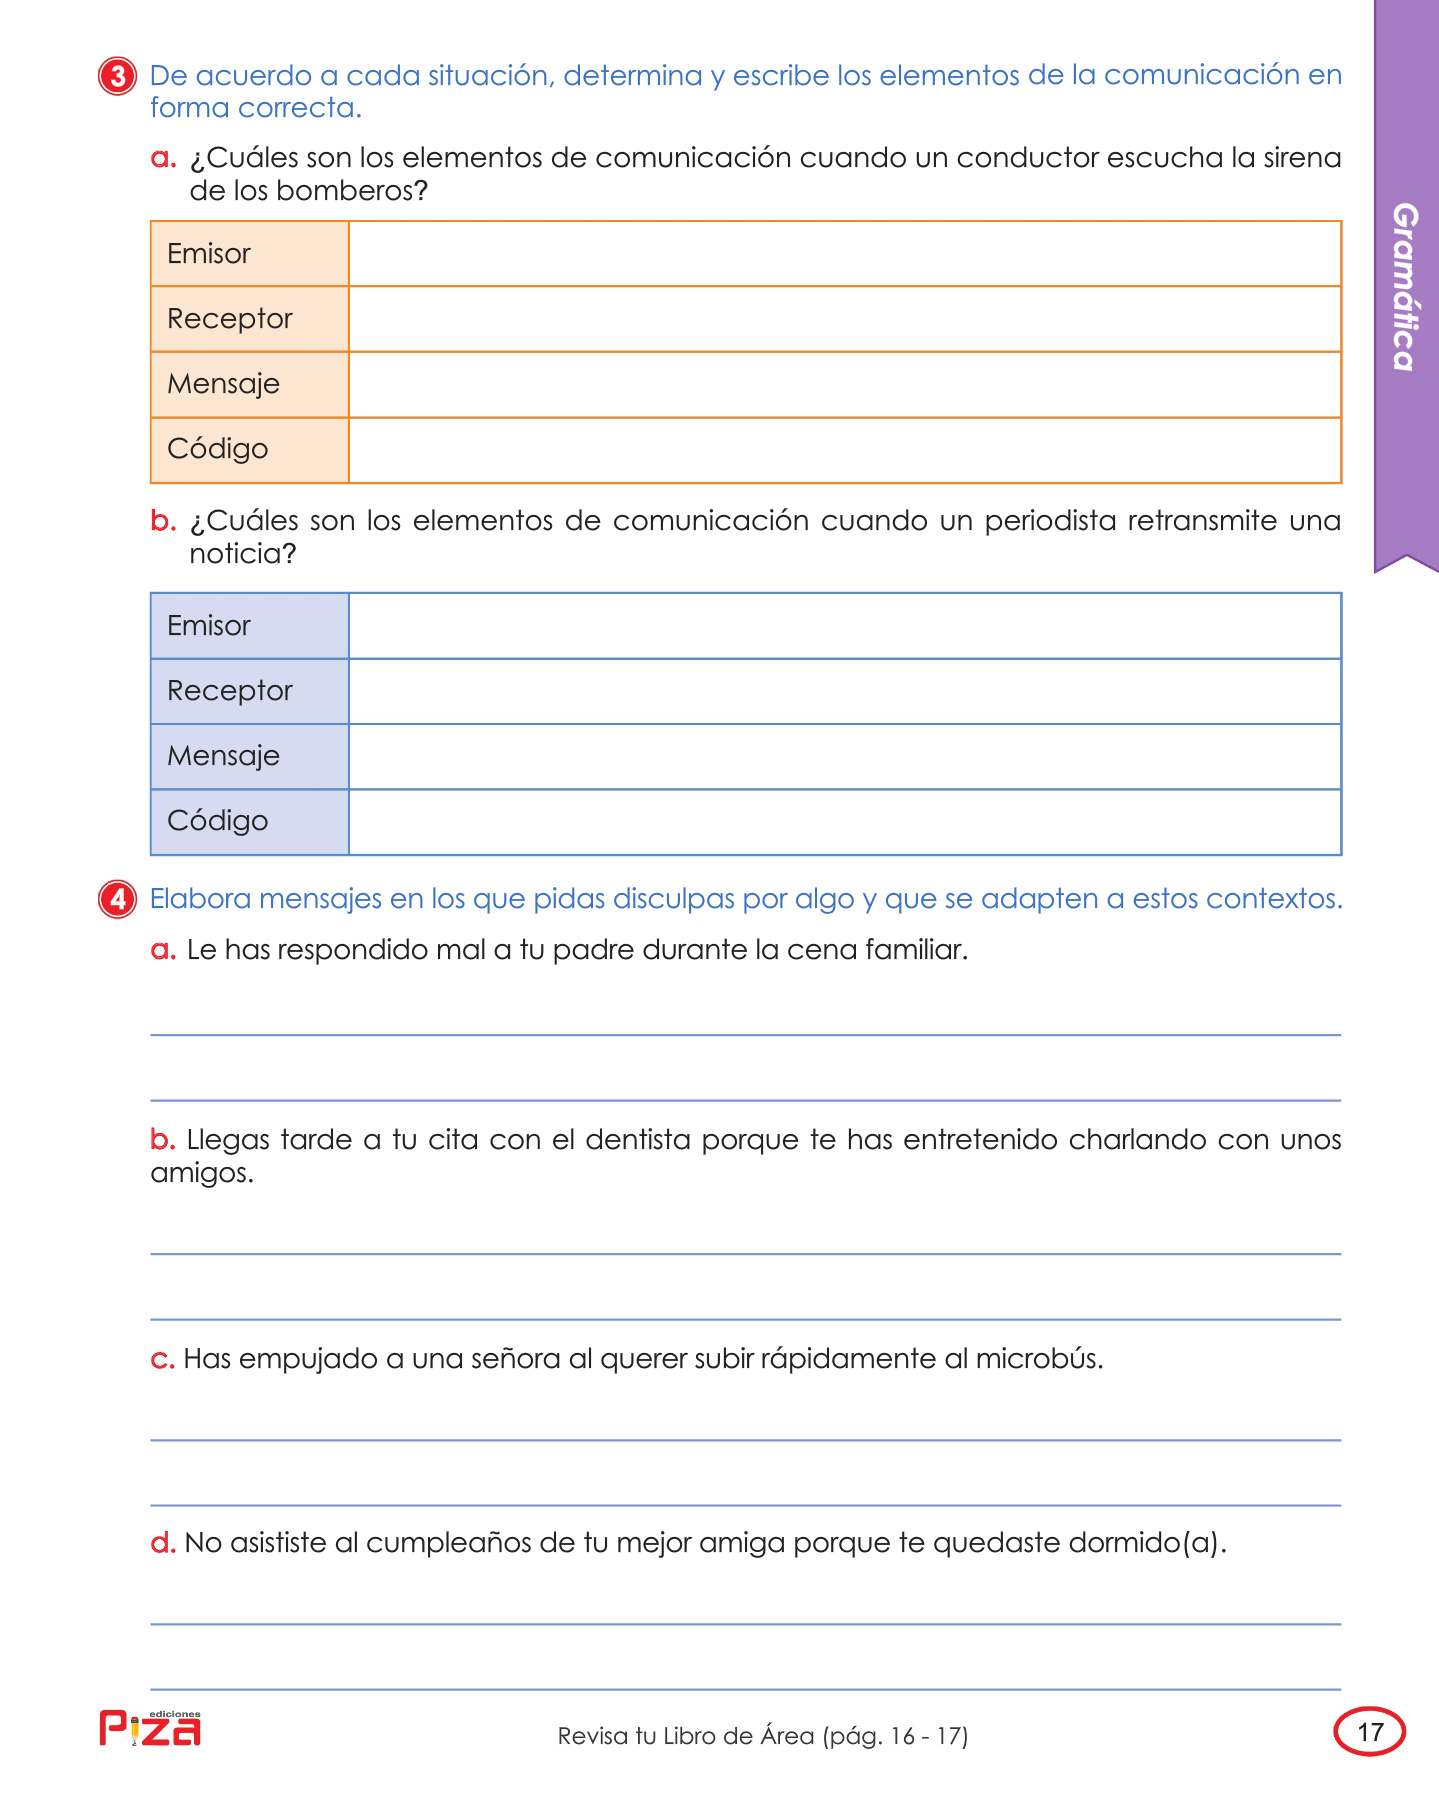 3 De acuerdo a cada situación, determina y escribe los elementos de la comunicación en
forma correcta.
a. ¿Cuáles son los elementos de comunicación cuando un conductor escucha la sirena
de los bomberos?
Emisor
Receptor
Mensaje
Código
b. ¿Cuáles son los elementos de comunicación cuando un periodista retransmite una
noticia?
Emisor
Receptor
Mensaje
Código
4 Elabora mensajes en los que pidas disculpas por algo y que se adapten a estos contextos.
a. Le has respondido mal a tu padre durante la cena familiar.
b. Llegas tarde a tu cita con el dentista porque te has entretenido charlando con unos
amigos.
c. Has empujado a una señora al querer subir rápidamente al microbús.
d. No asististe al cumpleaños de tu mejor amiga porque te quedaste dormido(a).
Gramática
ediciones
Piza
Revisa tu Libro de Área (pág. 16 - 17)
17